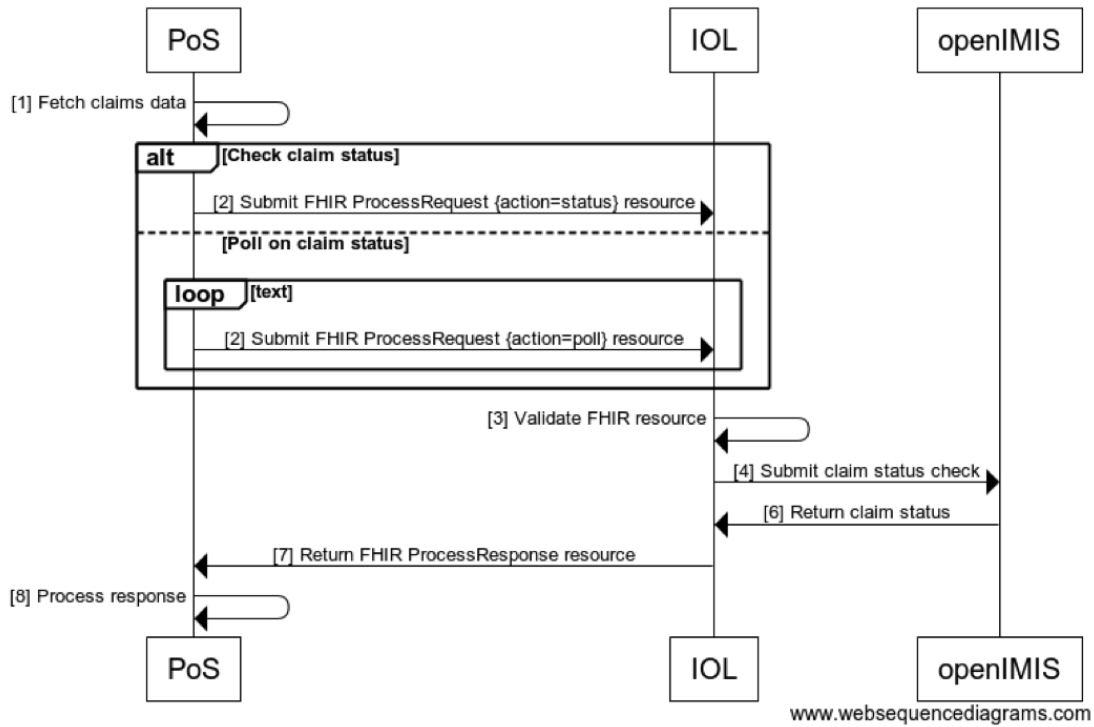 PoS IOL openIMIS
[1] Fetch claims data
alt [Check claim status]
[2] Submit FHIR ProcessRequest {action=status} resource
[Poll on claim status]
loop [text]
[2] Submit FHIR ProcessRequest {action=poll} resource
[3] Validate FHIR resource
[4] Submit claim status check
[6] Return claim status
[7] Return FHIR ProcessResponse resource
[8] Process response
PoS IOL openIMIS
www.websequencediagrams.com